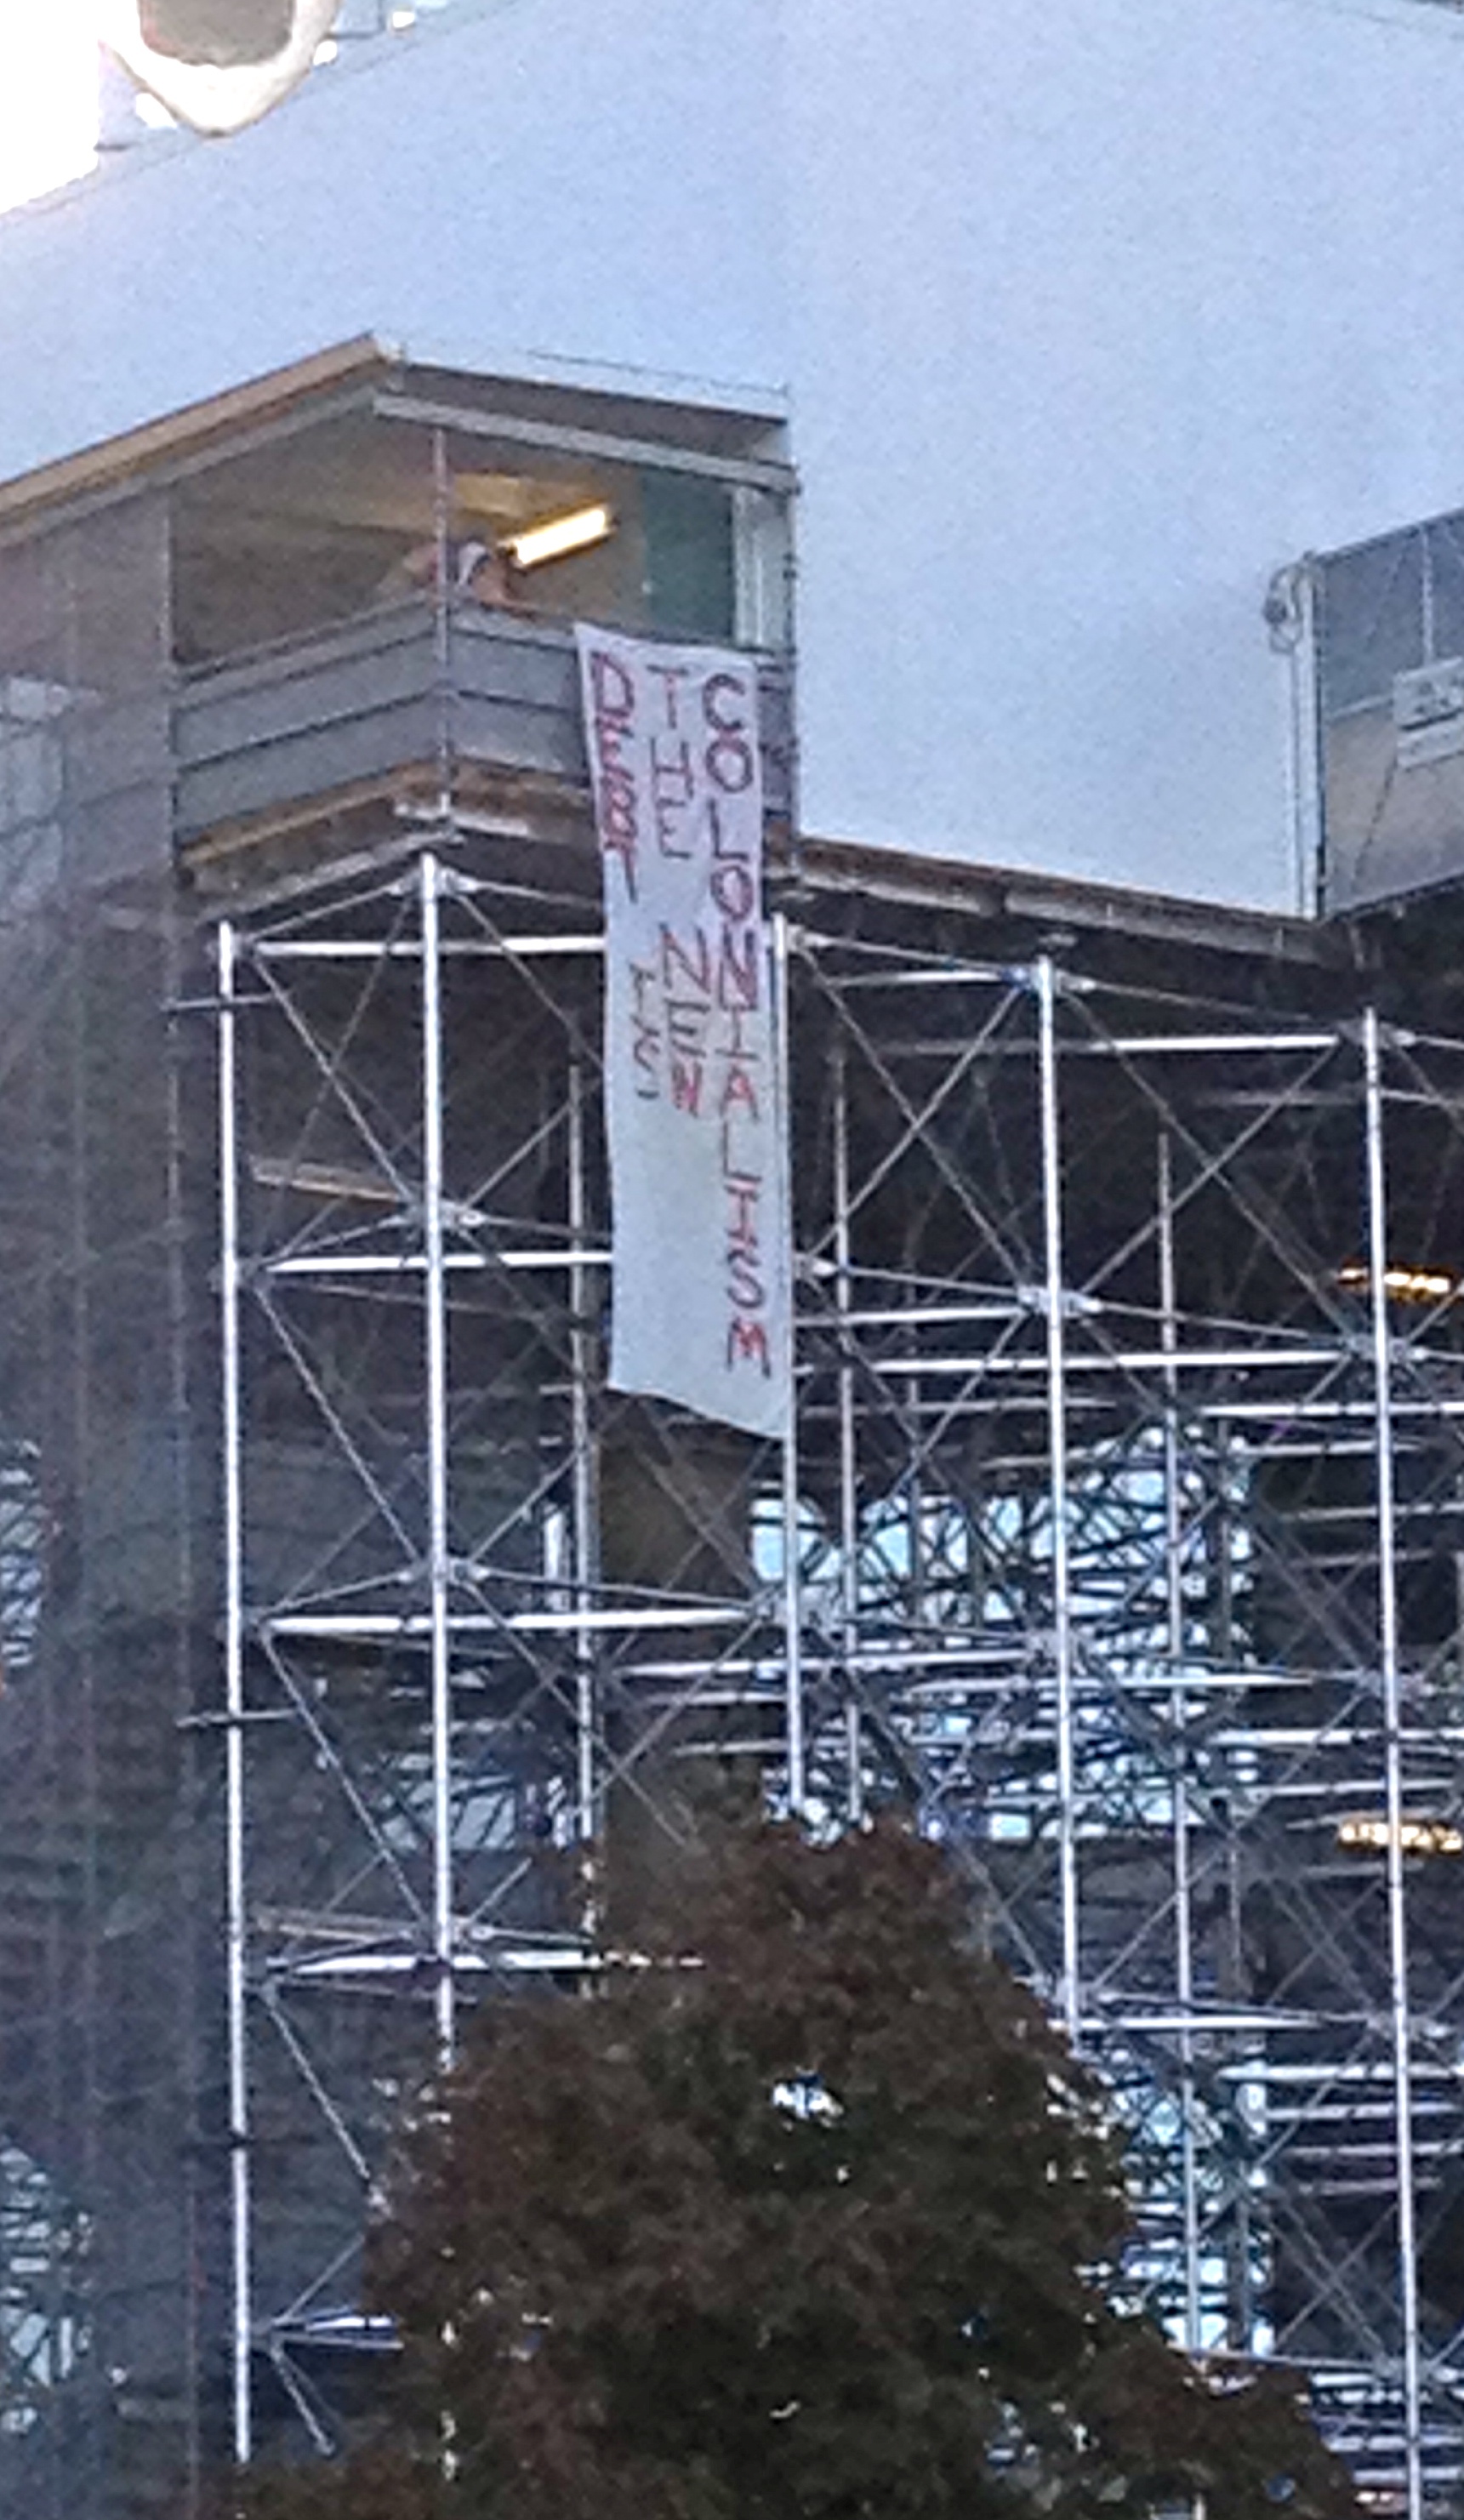 DEBT IS
THE NEW
COLONIALISM